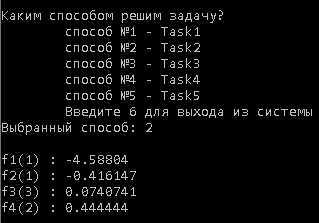 Каким способом решим задачу?
способ №1 - Task1
способ №2 - Task2
способ №3 - Task3
способ №4 - Task4
способ №5 - Task5
Введите 6 для выхода из системы
Выбранный способ: 2
f1(1) : -4.58804
f2(1) : -0.416147
f3(3) : 0.0740741
f4(2) : 0.444444